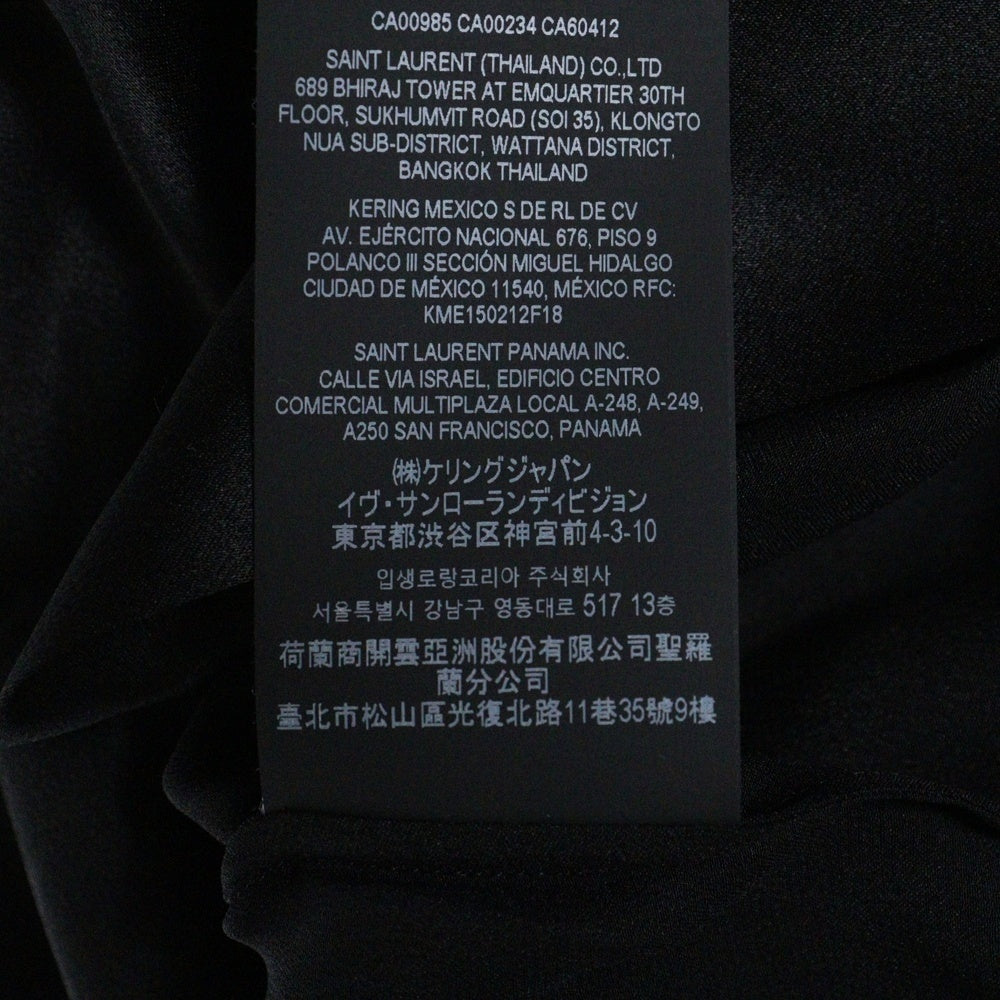 CA00985 CA00234 CA60412
SAINT LAURENT (THAILAND) CO.,LTD
689 BHIRAJ TOWER AT EMQUARTIER 30TH
FLOOR, SUKHUMVIT ROAD (SOI 35), KLONGTO
NUA SUB-DISTRICT, WATTANA DISTRICT,
BANGKOK THAILAND
KERING MEXICO S DE RL DE CV
AV. EJÉRCITO NACIONAL 676, PISO 9
POLANCO III SECCIÓN MIGUEL HIDALGO
CIUDAD DE MÉXICO 11540, MÉXICO RFC:
KME150212F18
SAINT LAURENT PANAMA INC.
CALLE VIA ISRAEL, EDIFICIO CENTRO
COMERCIAL MULTIPLAZA LOCAL A-248, A-249,
A250 SAN FRANCISCO, PANAMA
(株)ケリングジャパン
イヴ・サンローランディビジョン
東京都渋谷区神宮前4-3-10
입생로랑코리아 주식회사
서울특별시 강남구 영동대로 517 13층
荷蘭商開雲亞洲股份有限公司聖羅
蘭分公司
臺北市松山區光復北路11巷35號9樓